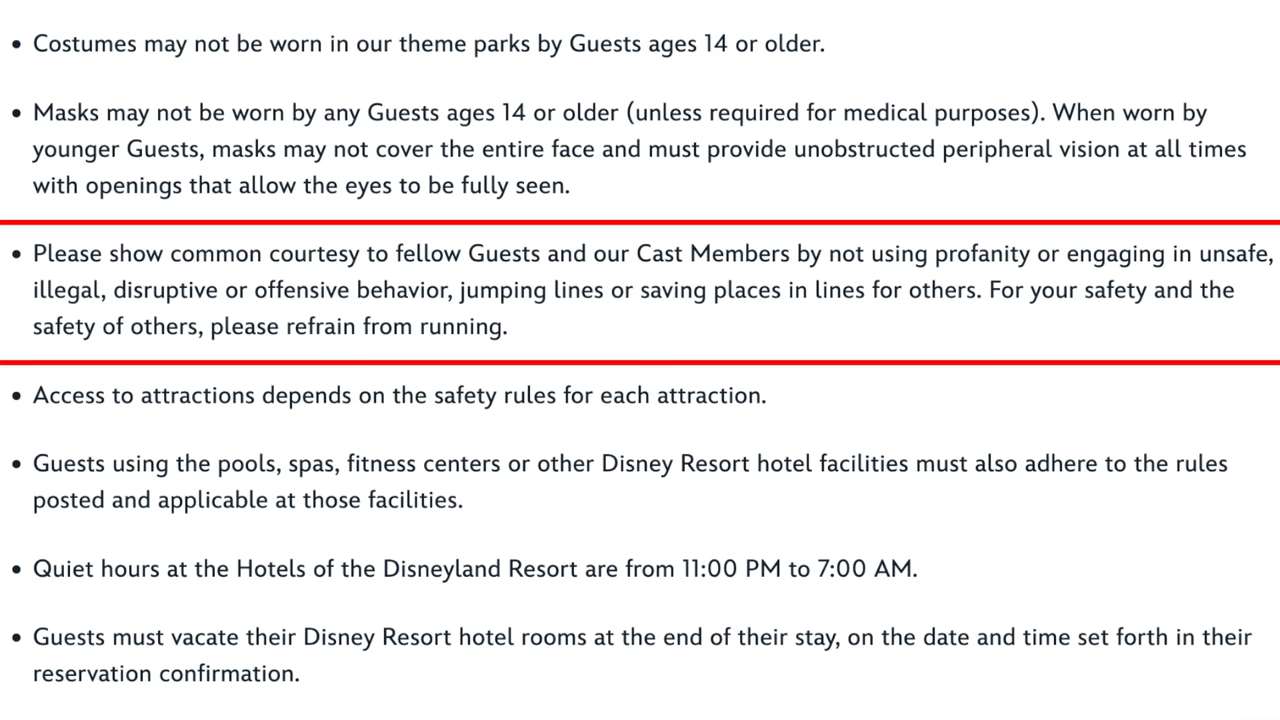 • Costumes may not be worn in our theme parks by Guests ages 14 or older.
• Masks may not be worn by any Guests ages 14 or older (unless required for medical purposes). When worn by
younger Guests, masks may not cover the entire face and must provide unobstructed peripheral vision at all times
with openings that allow the eyes to be fully seen.
• Please show common courtesy to fellow Guests and our Cast Members by not using profanity or engaging in unsafe,
illegal, disruptive or offensive behavior, jumping lines or saving places in lines for others. For your safety and the
safety of others, please refrain from running.
• Access to attractions depends on the safety rules for each attraction.
• Guests using the pools, spas, fitness centers or other Disney Resort hotel facilities must also adhere to the rules
posted and applicable at those facilities.
• Quiet hours at the Hotels of the Disneyland Resort are from 11:00 PM to 7:00 AM.
• Guests must vacate their Disney Resort hotel rooms at the end of their stay, on the date and time set forth in their
reservation confirmation.